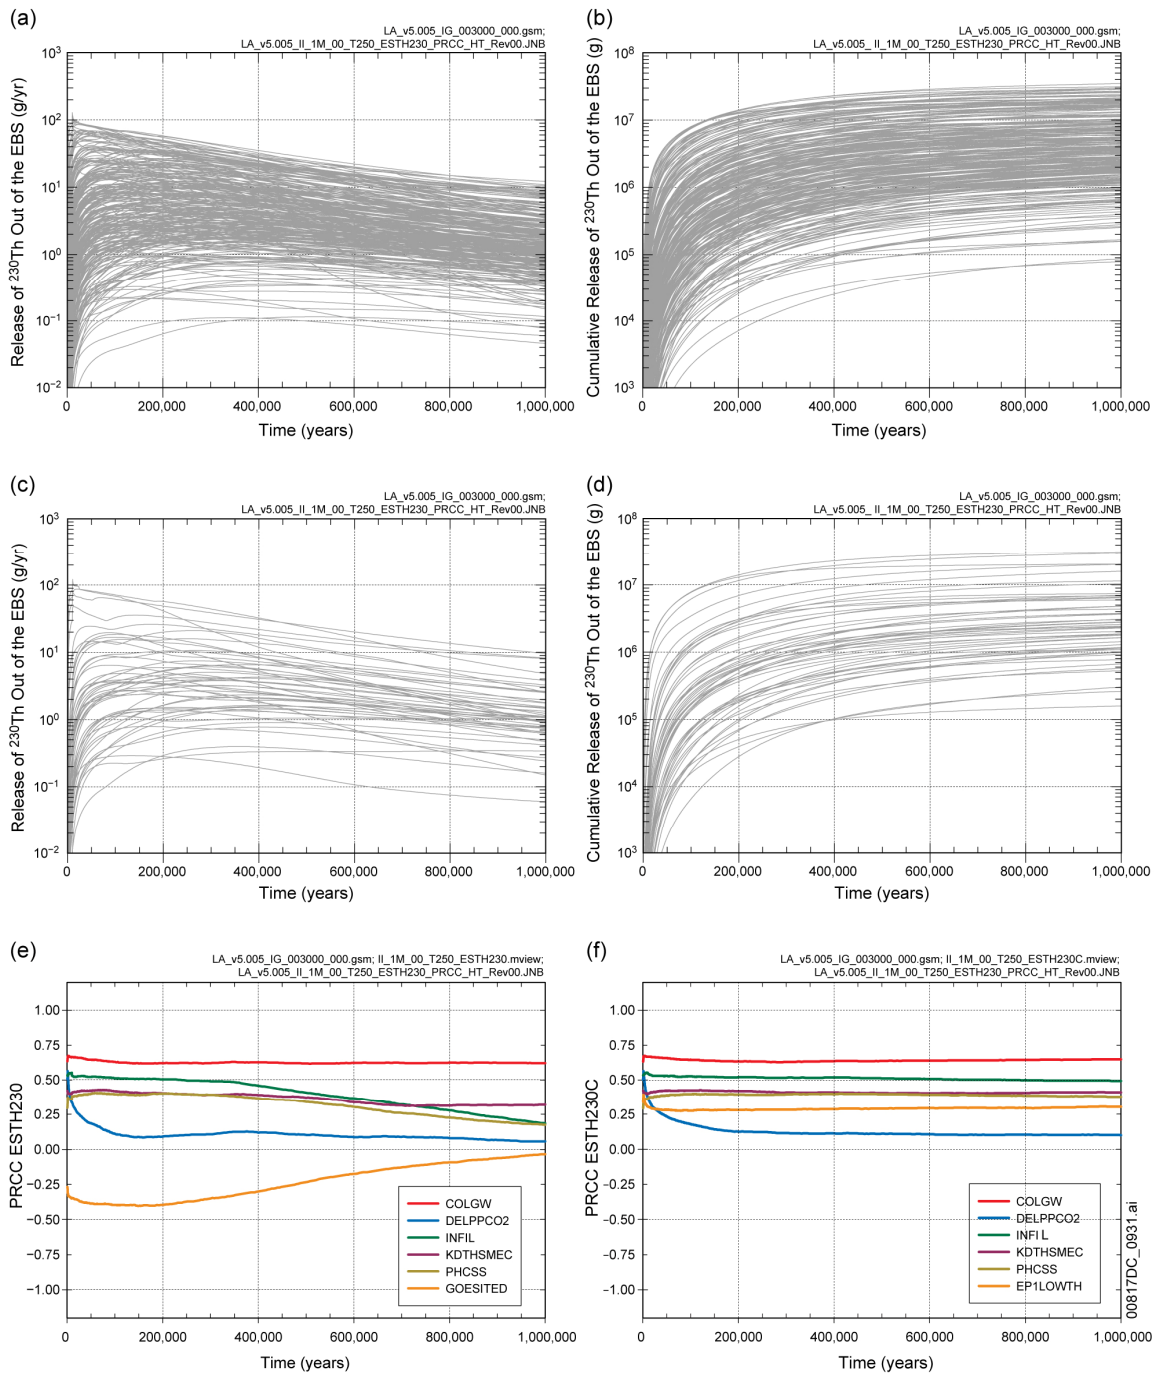 (a)
LA_v5.005_IG_003000_000.gsm;
LA_v5.005_II_1M_00_T250_ESTH230_PRCC_HT_Rev00.JNB
Release of ²³⁰Th Out of the EBS (g/yr)
10³
10²
10¹
10⁰
10⁻¹
10⁻²
0 200,000 400,000 600,000 800,000 1,000,000
Time (years)
(b)
LA_v5.005_IG_003000_000.gsm;
LA_v5.005_ II_1M_00_T250_ESTH230_PRCC_HT_Rev00.JNB
Cumulative Release of ²³⁰Th Out of the EBS (g)
10⁸
10⁷
10⁶
10⁵
10⁴
10³
0 200,000 400,000 600,000 800,000 1,000,000
Time (years)
(c)
LA_v5.005_IG_003000_000.gsm;
LA_v5.005_II_1M_00_T250_ESTH230_PRCC_HT_Rev00.JNB
Release of ²³⁰Th Out of the EBS (g/yr)
10³
10²
10¹
10⁰
10⁻¹
10⁻²
0 200,000 400,000 600,000 800,000 1,000,000
Time (years)
(d)
LA_v5.005_IG_003000_000.gsm;
LA_v5.005_ II_1M_00_T250_ESTH230_PRCC_HT_Rev00.JNB
Cumulative Release of ²³⁰Th Out of the EBS (g)
10⁸
10⁷
10⁶
10⁵
10⁴
10³
0 200,000 400,000 600,000 800,000 1,000,000
Time (years)
(e)
LA_v5.005_IG_003000_000.gsm; II_1M_00_T250_ESTH230.mview;
LA_v5.005_II_1M_00_T250_ESTH230_PRCC_HT_Rev00.JNB
PRCC ESTH230
1.00
0.75
0.50
0.25
0.00
−0.25
−0.50
−0.75
−1.00
COLGW
DELPPCO2
INFIL
KDTHSMEC
PHCSS
GOESITED
0 200,000 400,000 600,000 800,000 1,000,000
Time (years)
(f)
LA_v5.005_IG_003000_000.gsm; II_1M_00_T250_ESTH230C.mview;
LA_v5.005_II_1M_00_T250_ESTH230_PRCC_HT_Rev00.JNB
PRCC ESTH230C
1.00
0.75
0.50
0.25
0.00
−0.25
−0.50
−0.75
−1.00
COLGW
DELPPCO2
INFIL
KDTHSMEC
PHCSS
EP1LOWTH
0 200,000 400,000 600,000 800,000 1,000,000
Time (years)
00817DC_0931.ai